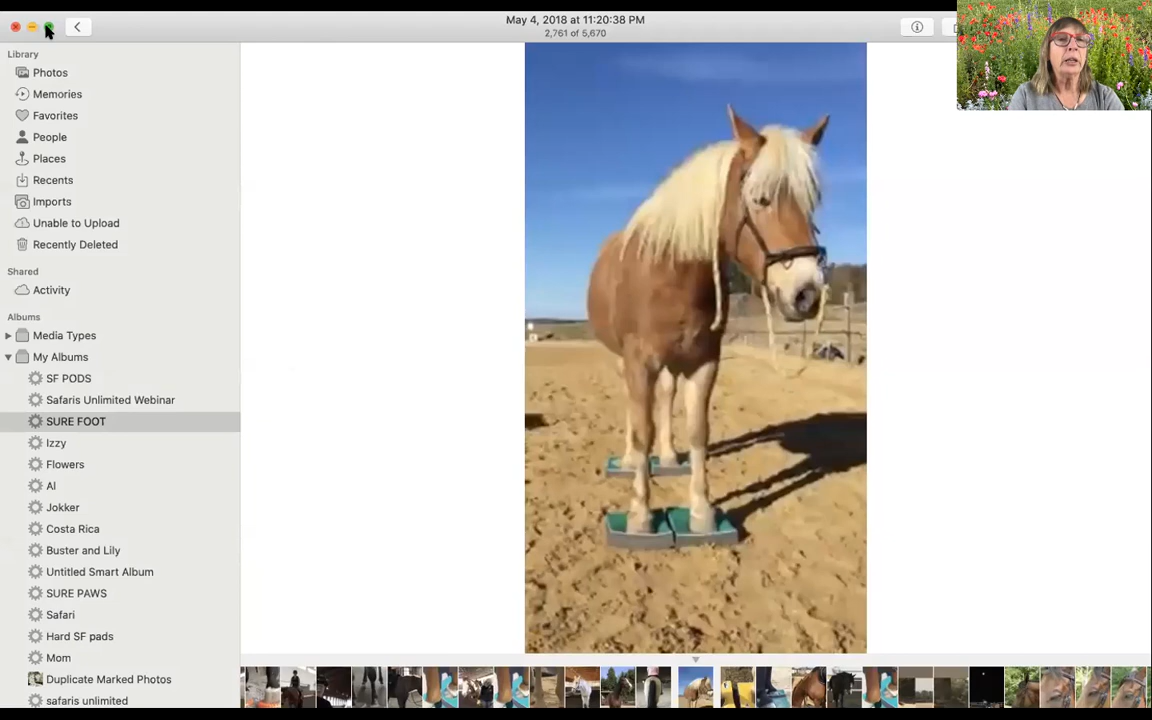 May 4, 2018 at 11:20:38 PM
2,761 of 5,670
Library
Photos
Memories
Favorites
People
Places
Recents
Imports
Unable to Upload
Recently Deleted
Shared
Activity
Albums
Media Types
My Albums
SF PODS
Safaris Unlimited Webinar
SURE FOOT
Izzy
Flowers
Al
Jokker
Costa Rica
Buster and Lily
Untitled Smart Album
SURE PAWS
Safari
Hard SF pads
Mom
Duplicate Marked Photos
safaris unlimited